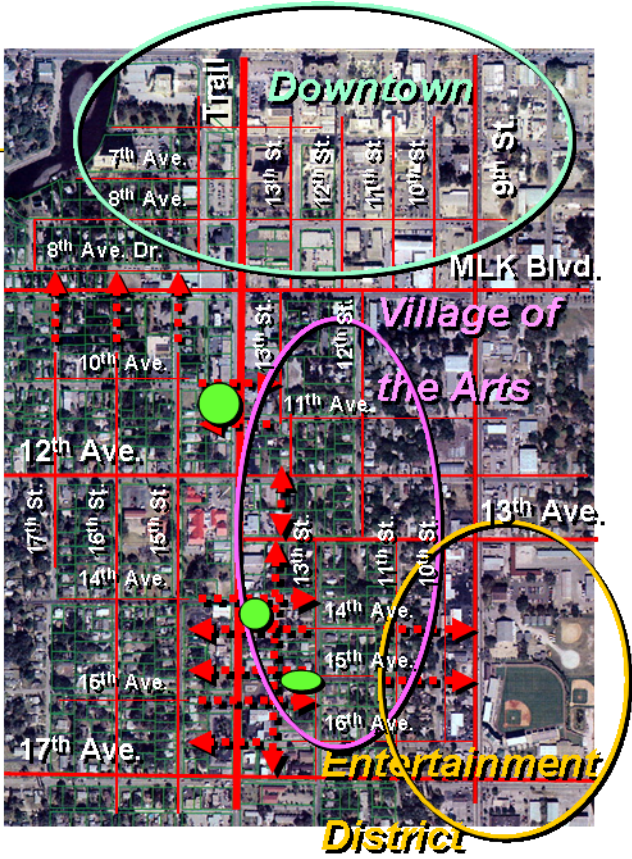 Trail
Downtown
7th Ave.
13th St.
12th St.
11th St.
10th St.
9th St.
8th Ave.
8th Ave. Dr.
MLK Blvd.
13th St.
12th St.
Village of
the Arts
10th Ave.
11th Ave.
12th Ave.
17th St.
16th St.
15th St.
13th Ave.
13th St.
11th St.
10th St.
14th Ave.
14th Ave.
15th Ave.
15th Ave.
16th Ave.
17th Ave.
Entertainment
District